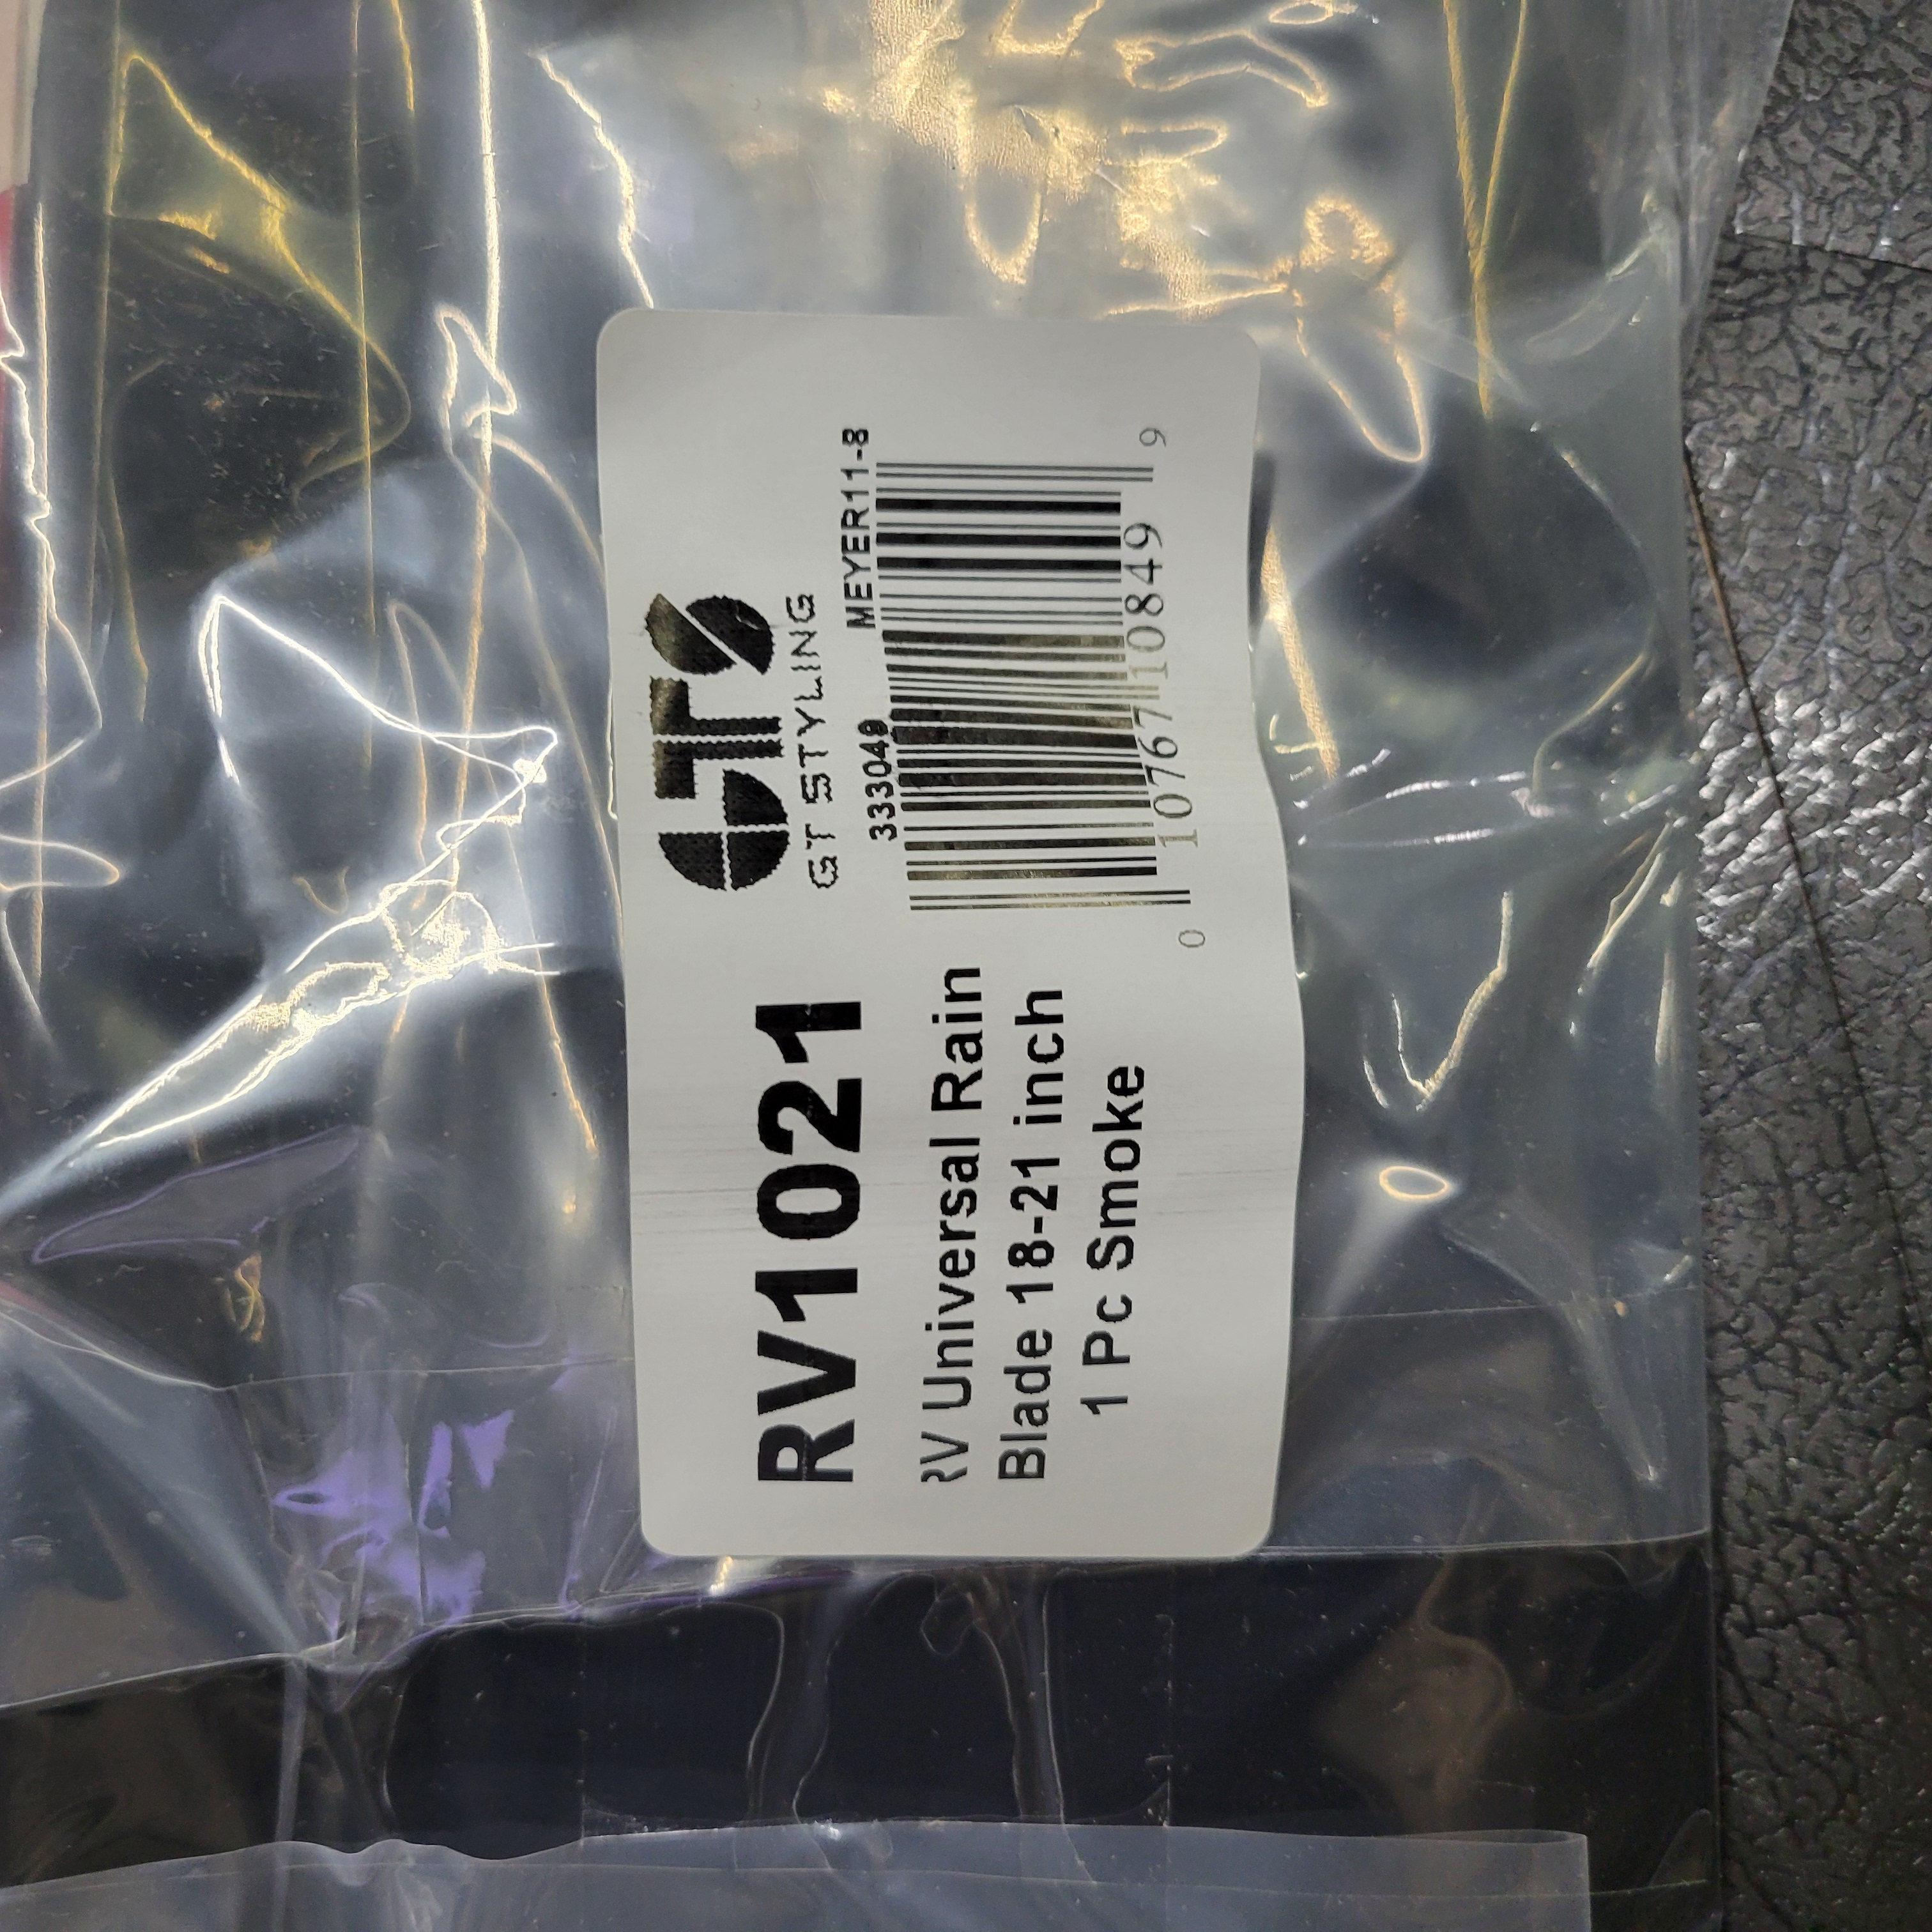 RV1021
RV Universal Rain
Blade 18-21 inch
1 Pc Smoke
GTS
GT STYLING
3330049 MEYER11-8
0 10767 10849 9